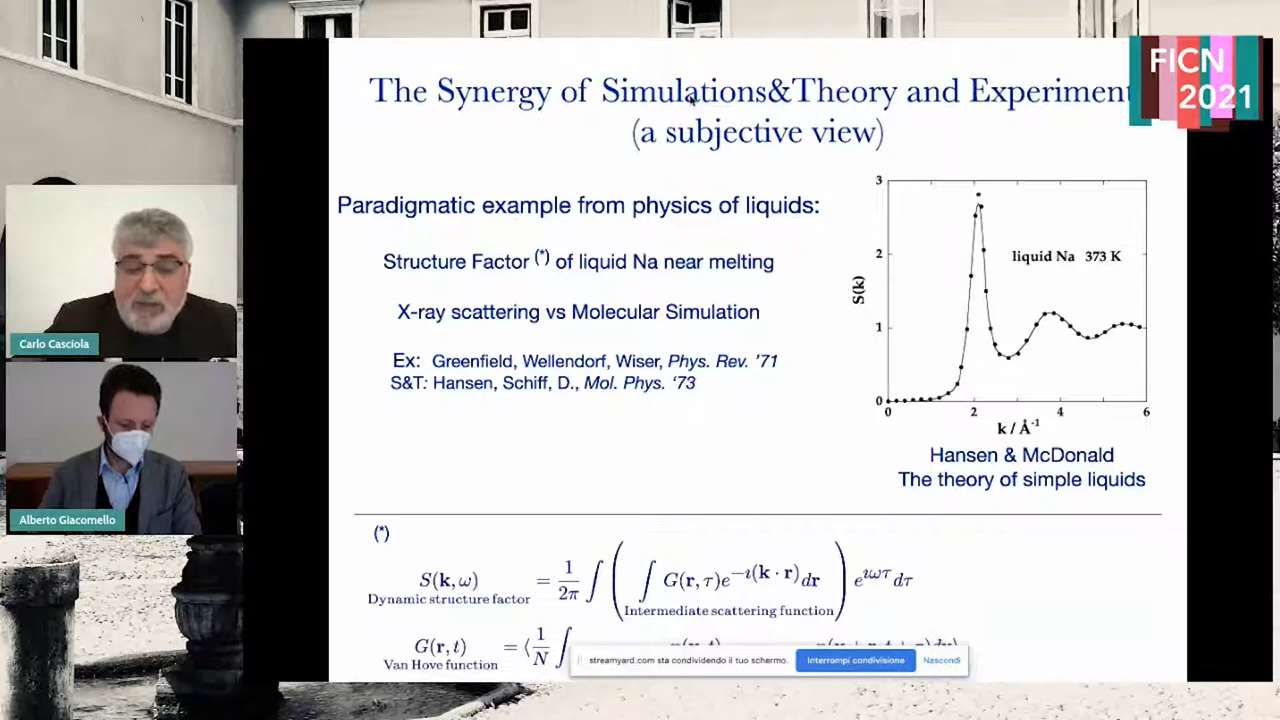 The Synergy of Simulations&Theory and Experiment
(a subjective view)
FICN
2021
Paradigmatic example from physics of liquids:
Structure Factor (*) of liquid Na near melting
X-ray scattering vs Molecular Simulation
Ex: Greenfield, Wellendorf, Wiser, Phys. Rev. '71
S&T: Hansen, Schiff, D., Mol. Phys. '73
3
2
1
0
S(k)
liquid Na 373 K
0 2 4 6
k / Å⁻¹
Hansen & McDonald
The theory of simple liquids
Carlo Casciola
Alberto Giacomello
(*)
S(k, ω) = 1/2π ∫ ( ∫ G(r, τ)e^{−ı(k · r)} dr ) e^{ıωτ} dτ
Dynamic structure factor
Intermediate scattering function
G(r, t) = ⟨ 1/N ∫
Van Hove function
streamyard.com sta condividendo il tuo schermo.
Interrompi condivisione
Nascondi